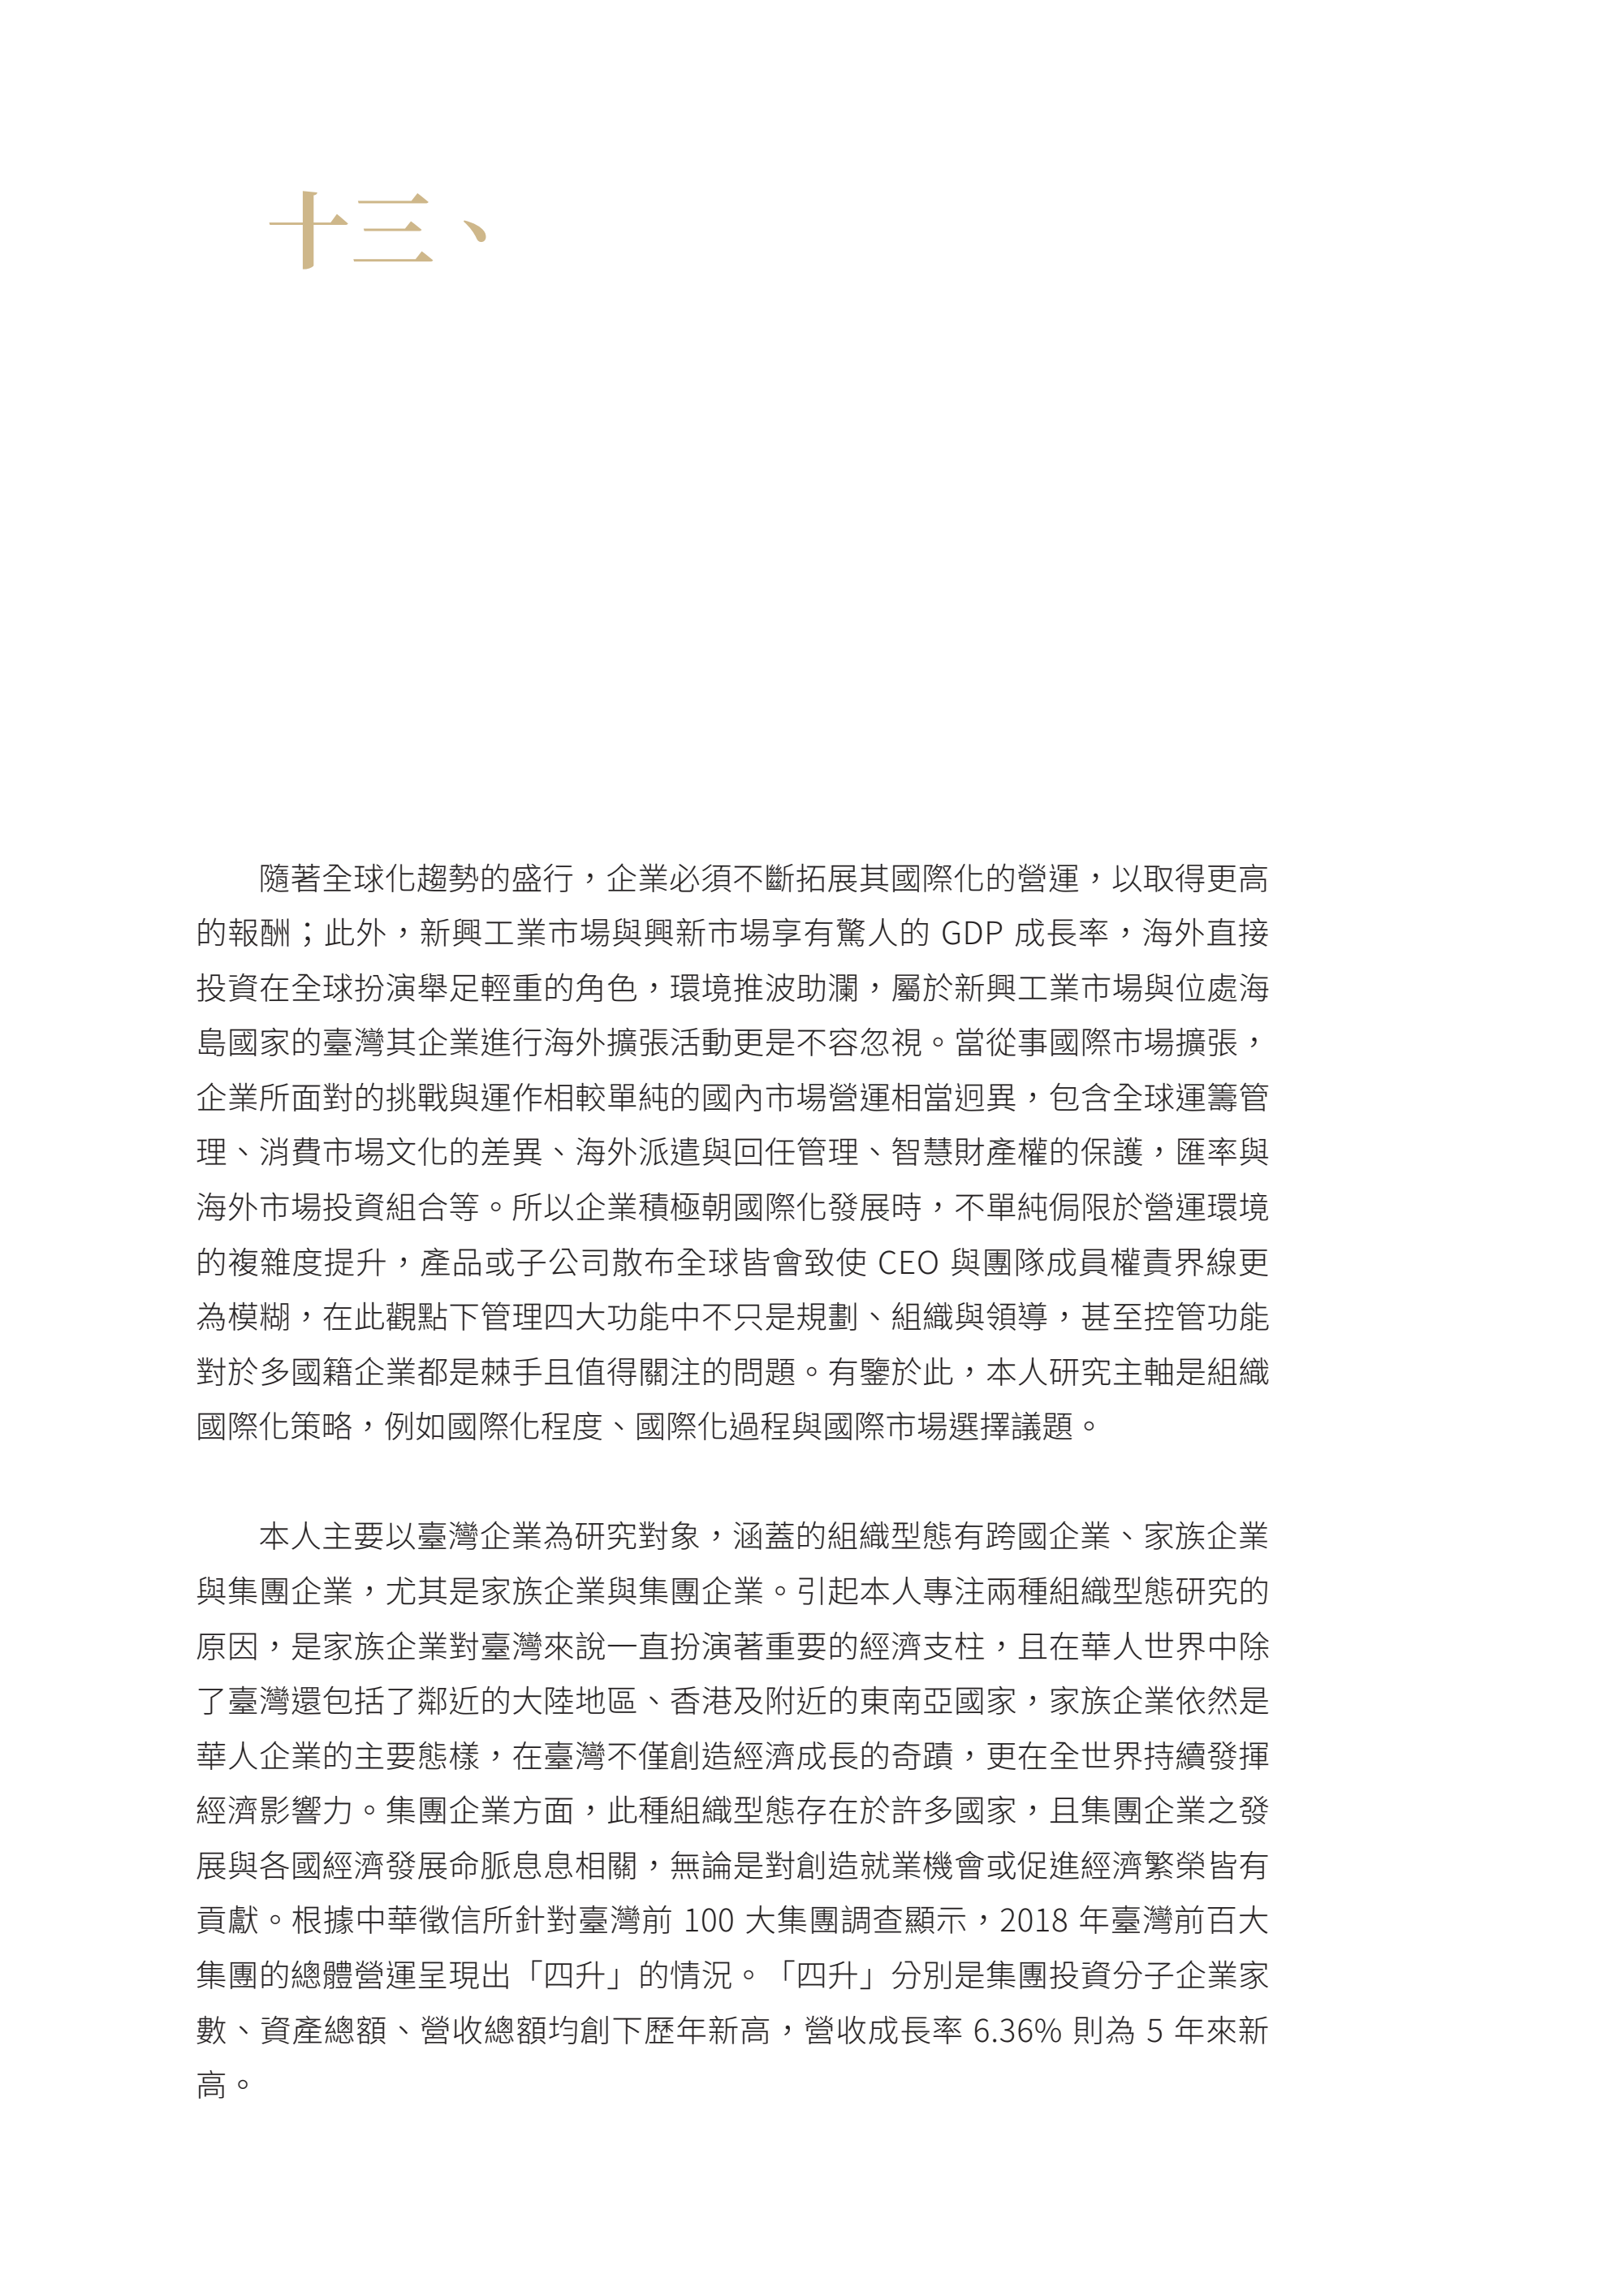 十三、
隨著全球化趨勢的盛行，企業必須不斷拓展其國際化的營運，以取得更高
的報酬；此外，新興工業市場與興新市場享有驚人的 GDP 成長率，海外直接
投資在全球扮演舉足輕重的角色，環境推波助瀾，屬於新興工業市場與位處海
島國家的臺灣其企業進行海外擴張活動更是不容忽視。當從事國際市場擴張，
企業所面對的挑戰與運作相較單純的國內市場營運相當迥異，包含全球運籌管
理、消費市場文化的差異、海外派遣與回任管理、智慧財產權的保護，匯率與
海外市場投資組合等。所以企業積極朝國際化發展時，不單純侷限於營運環境
的複雜度提升，產品或子公司散布全球皆會致使 CEO 與團隊成員權責界線更
為模糊，在此觀點下管理四大功能中不只是規劃、組織與領導，甚至控管功能
對於多國籍企業都是棘手且值得關注的問題。有鑒於此，本人研究主軸是組織
國際化策略，例如國際化程度、國際化過程與國際市場選擇議題。
本人主要以臺灣企業為研究對象，涵蓋的組織型態有跨國企業、家族企業
與集團企業，尤其是家族企業與集團企業。引起本人專注兩種組織型態研究的
原因，是家族企業對臺灣來說一直扮演著重要的經濟支柱，且在華人世界中除
了臺灣還包括了鄰近的大陸地區、香港及附近的東南亞國家，家族企業依然是
華人企業的主要態樣，在臺灣不僅創造經濟成長的奇蹟，更在全世界持續發揮
經濟影響力。集團企業方面，此種組織型態存在於許多國家，且集團企業之發
展與各國經濟發展命脈息息相關，無論是對創造就業機會或促進經濟繁榮皆有
貢獻。根據中華徵信所針對臺灣前 100 大集團調查顯示，2018 年臺灣前百大
集團的總體營運呈現出「四升」的情況。「四升」分別是集團投資分子企業家
數、資產總額、營收總額均創下歷年新高，營收成長率 6.36% 則為 5 年來新
高。